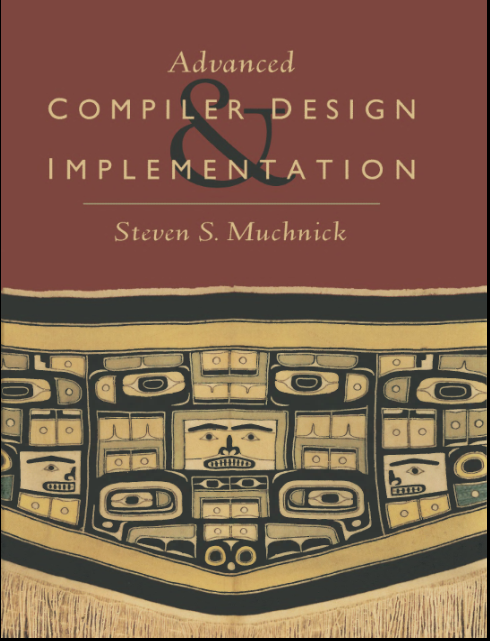 Advanced
COMPILER DESIGN
&
IMPLEMENTATION
Steven S. Muchnick